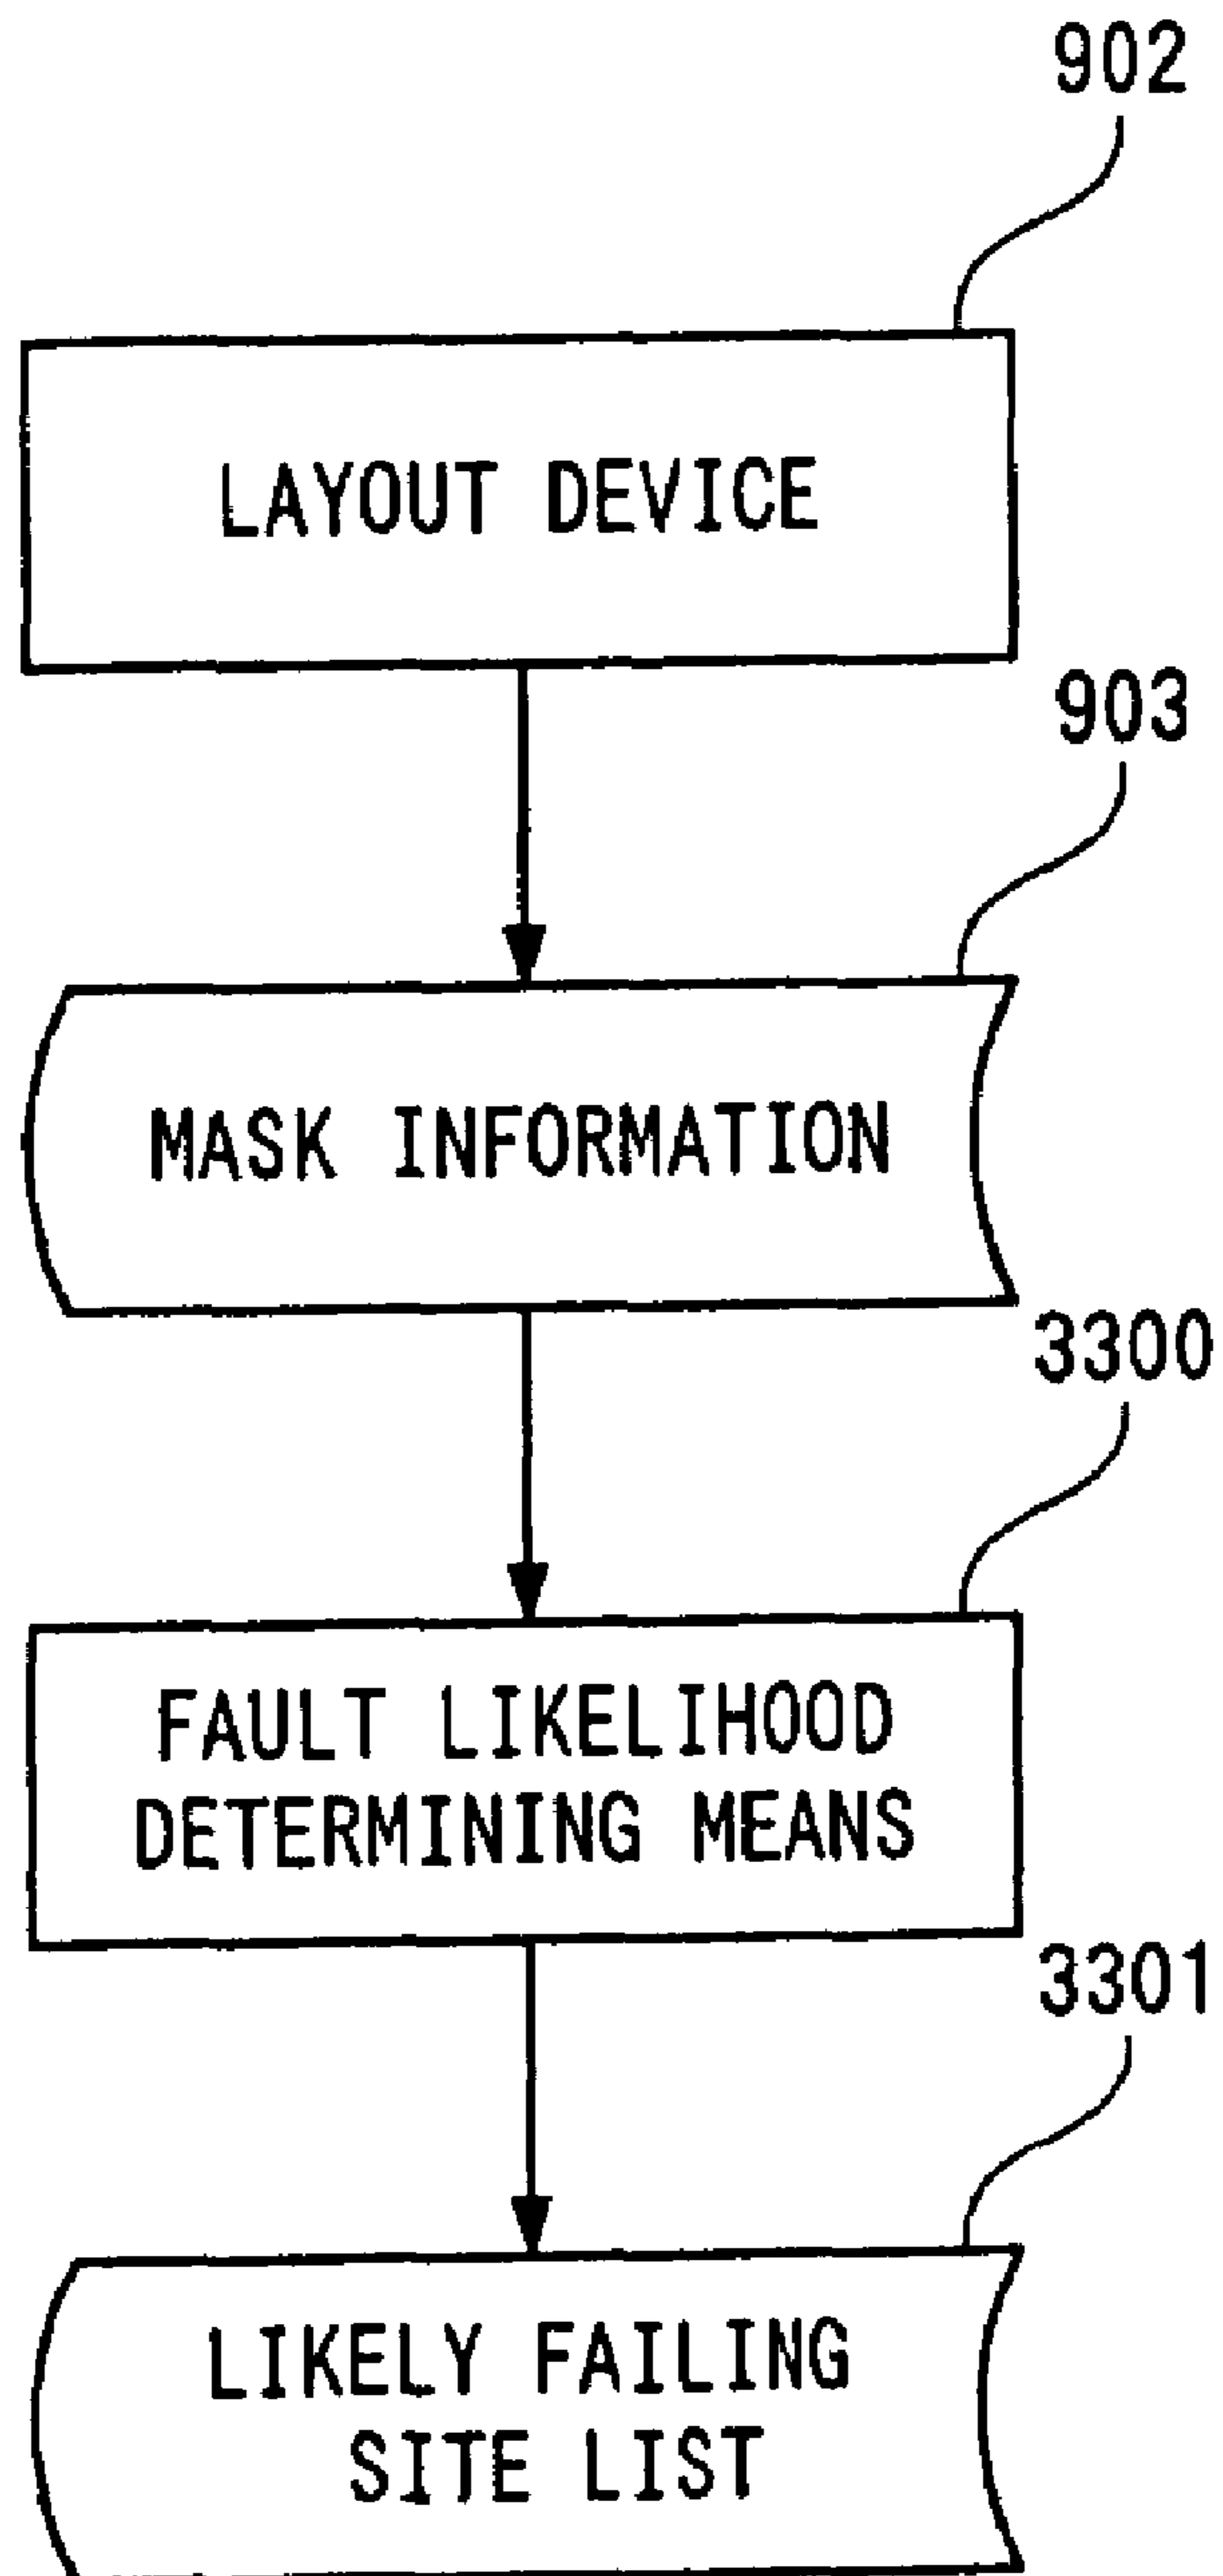 902
LAYOUT DEVICE
903
MASK INFORMATION
3300
FAULT LIKELIHOOD
DETERMINING MEANS
3301
LIKELY FAILING
SITE LIST